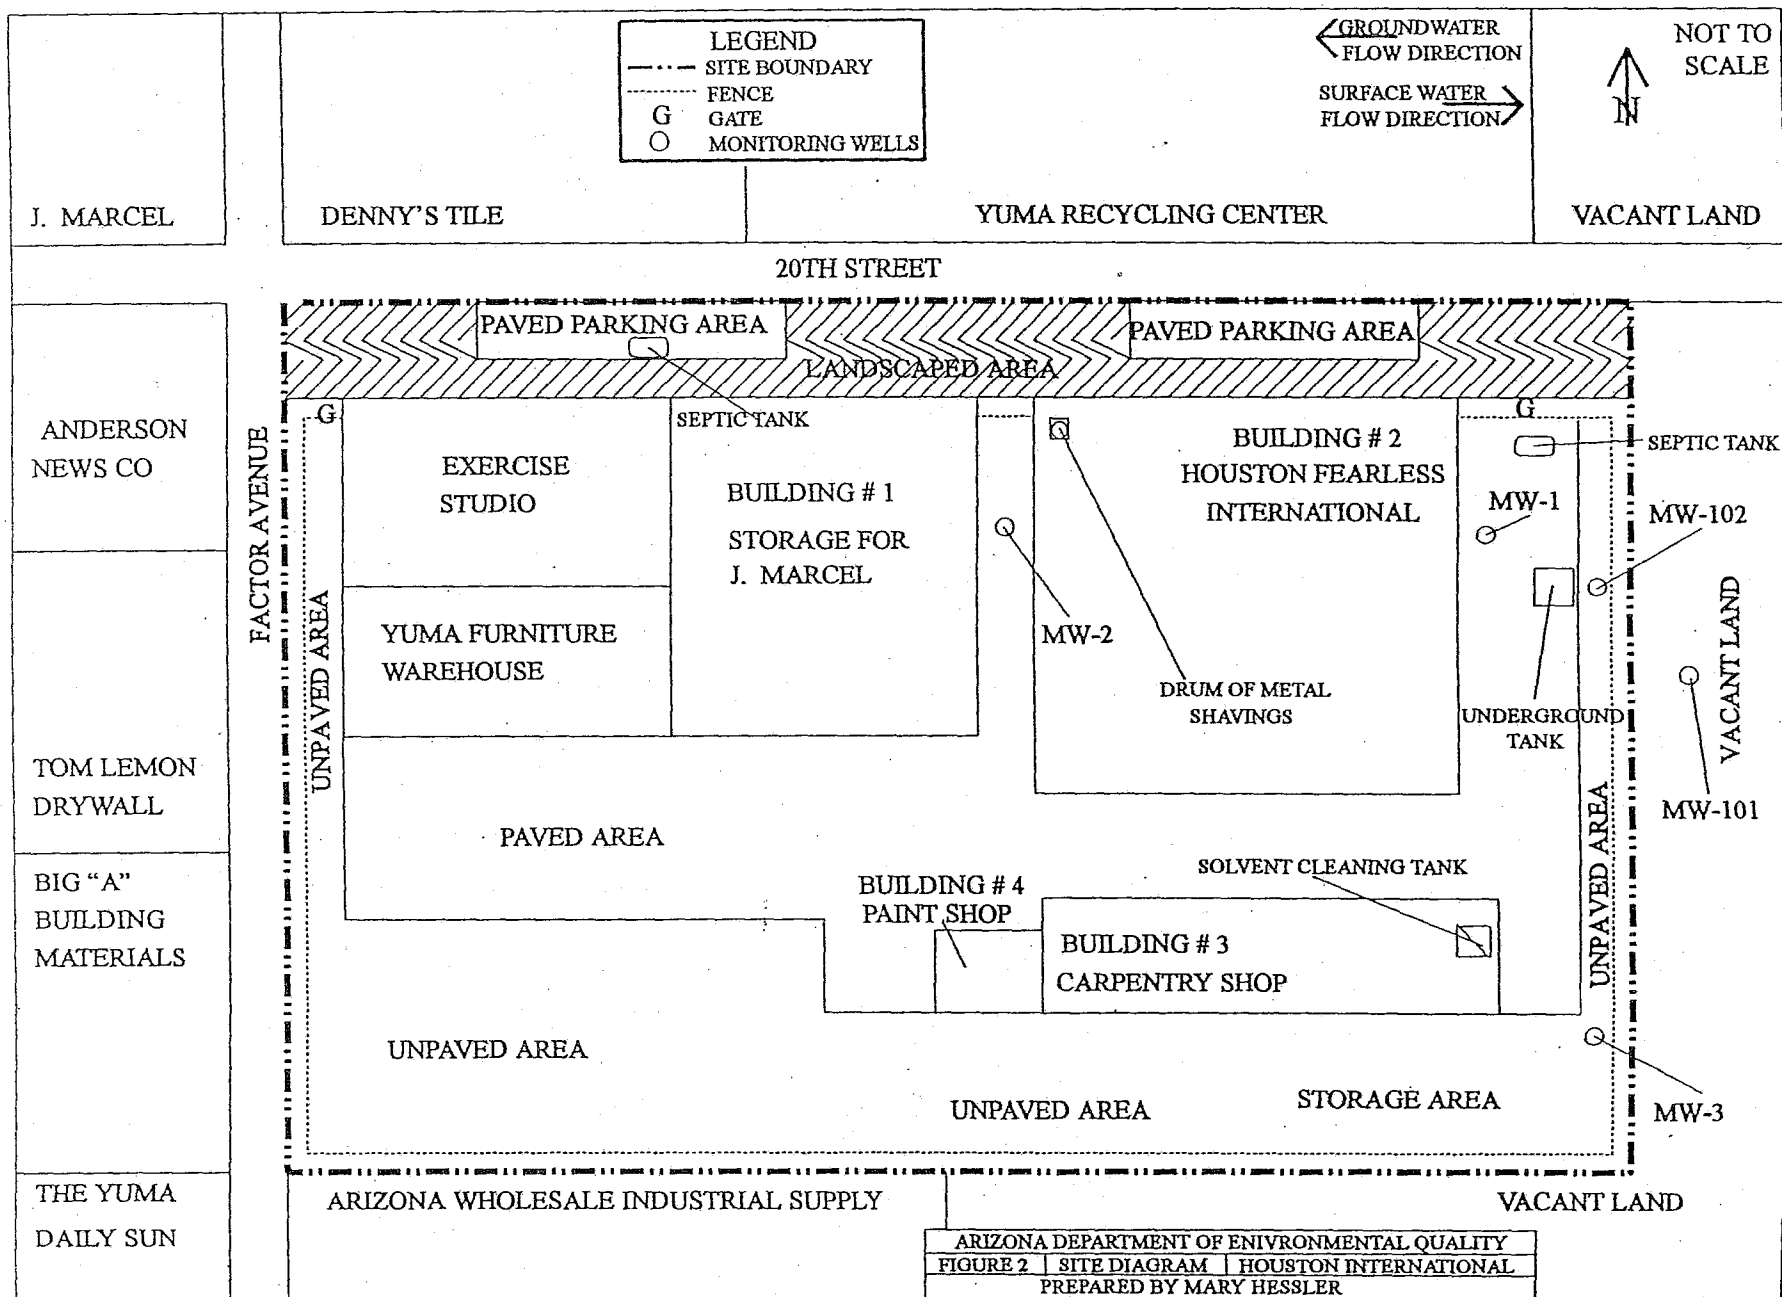 LEGEND
SITE BOUNDARY
FENCE
G GATE
MONITORING WELLS
GROUNDWATER
FLOW DIRECTION
SURFACE WATER
FLOW DIRECTION
N
NOT TO
SCALE
J. MARCEL
DENNY'S TILE
YUMA RECYCLING CENTER
VACANT LAND
20TH STREET
PAVED PARKING AREA
PAVED PARKING AREA
LANDSCAPED AREA
G
SEPTIC TANK
G
SEPTIC TANK
ANDERSON
NEWS CO
FACTOR AVENUE
EXERCISE
STUDIO
BUILDING # 1
STORAGE FOR
J. MARCEL
BUILDING # 2
HOUSTON FEARLESS
INTERNATIONAL
MW-1
MW-102
UNPAVED AREA
YUMA FURNITURE
WAREHOUSE
MW-2
DRUM OF METAL
SHAVINGS
UNDERGROUND
TANK
VACANT LAND
MW-101
TOM LEMON
DRYWALL
PAVED AREA
SOLVENT CLEANING TANK
UNPAVED AREA
BIG "A"
BUILDING
MATERIALS
BUILDING # 4
PAINT SHOP
BUILDING # 3
CARPENTRY SHOP
UNPAVED AREA
UNPAVED AREA
STORAGE AREA
MW-3
THE YUMA
DAILY SUN
ARIZONA WHOLESALE INDUSTRIAL SUPPLY
VACANT LAND
ARIZONA DEPARTMENT OF ENIVRONMENTAL QUALITY
FIGURE 2 SITE DIAGRAM HOUSTON INTERNATIONAL
PREPARED BY MARY HESSLER